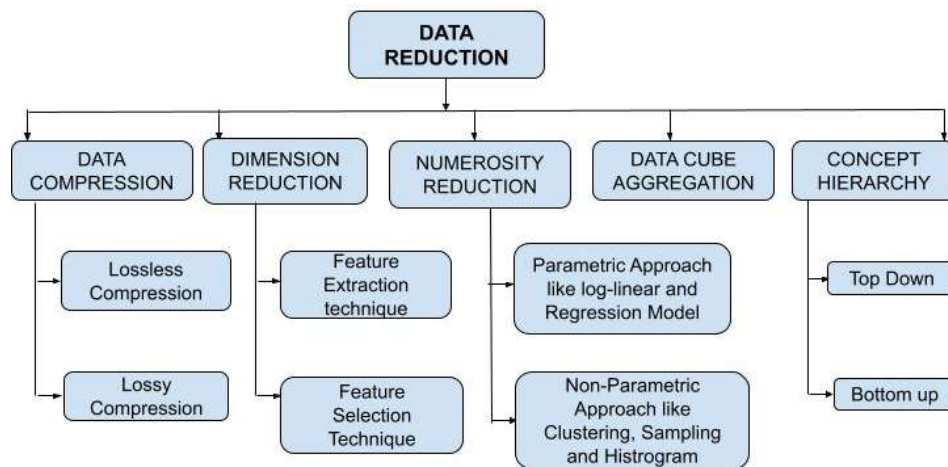 DATA
REDUCTION
DATA
COMPRESSION
DIMENSION
REDUCTION
NUMEROSITY
REDUCTION
DATA CUBE
AGGREGATION
CONCEPT
HIERARCHY
Lossless
Compression
Lossy
Compression
Feature
Extraction
technique
Feature
Selection
Technique
Parametric Approach
like log-linear and
Regression Model
Non-Parametric
Approach like
Clustering, Sampling
and Histrogram
Top Down
Bottom up